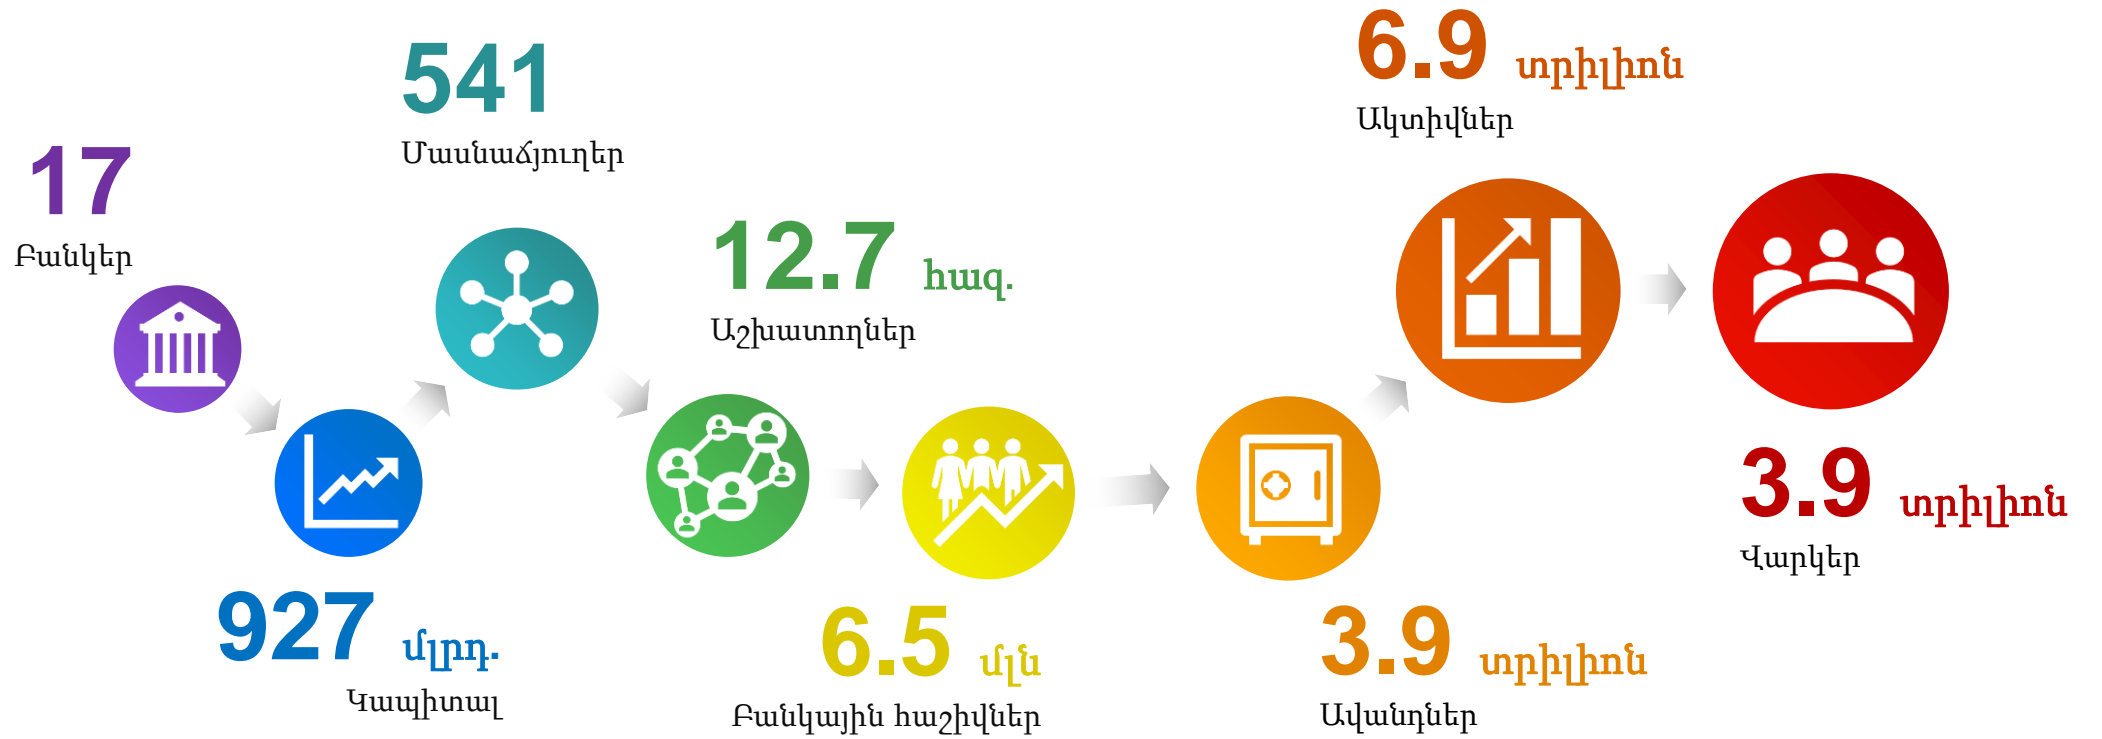 17
Բանկեր
927 մլրդ.
Կապիտալ
541
Մասնաճյուղեր
12.7 հազ.
Աշխատողներ
6.5 մլն
Բանկային հաշիվներ
3.9 տրիլիոն
Ավանդներ
6.9 տրիլիոն
Ակտիվներ
3.9 տրիլիոն
Վարկեր